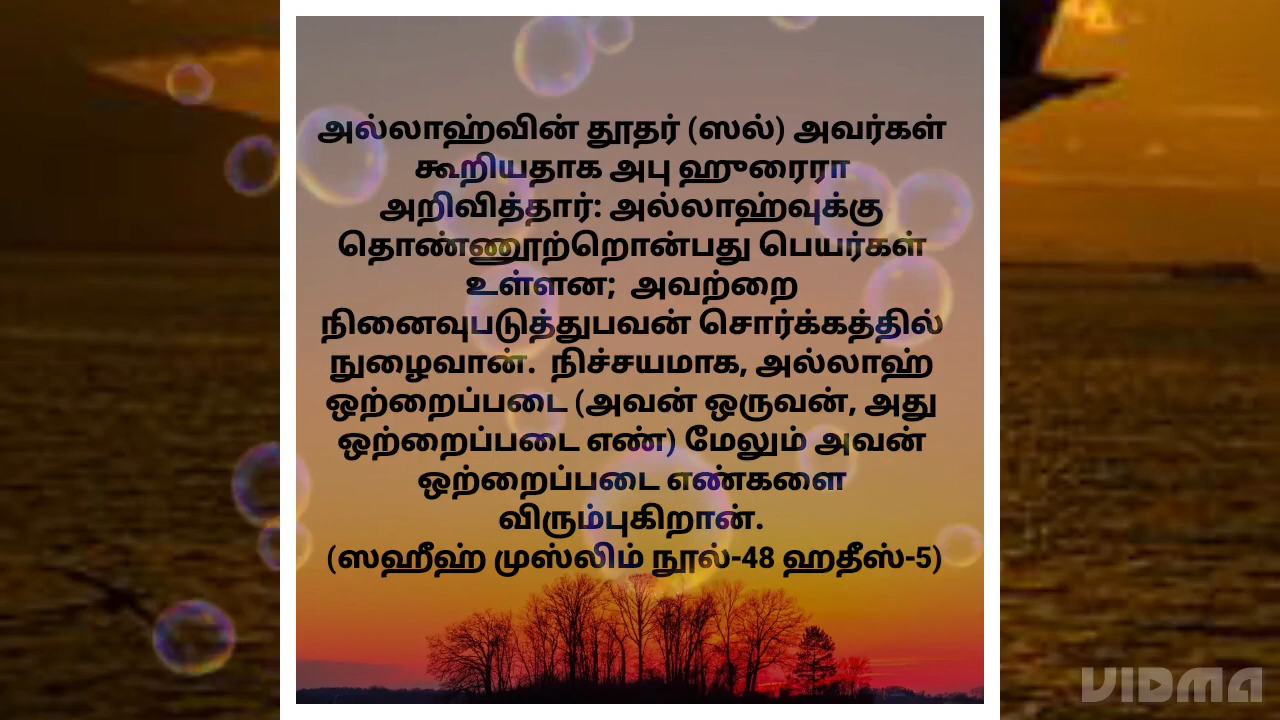 அல்லாஹ்வின் தூதர் (ஸல்) அவர்கள்
கூறியதாக அபு ஹுரைரா
அறிவித்தார்: அல்லாஹ்வுக்கு
தொண்ணூற்றொன்பது பெயர்கள்
உள்ளன;  அவற்றை
நினைவுபடுத்துபவன் சொர்க்கத்தில்
நுழைவான்.  நிச்சயமாக, அல்லாஹ்
ஒற்றைப்படை (அவன் ஒருவன், அது
ஒற்றைப்படை எண்) மேலும் அவன்
ஒற்றைப்படை எண்களை
விரும்புகிறான்.
(ஸஹீஹ் முஸ்லிம் நூல்-48 ஹதீஸ்-5)
VIDMA